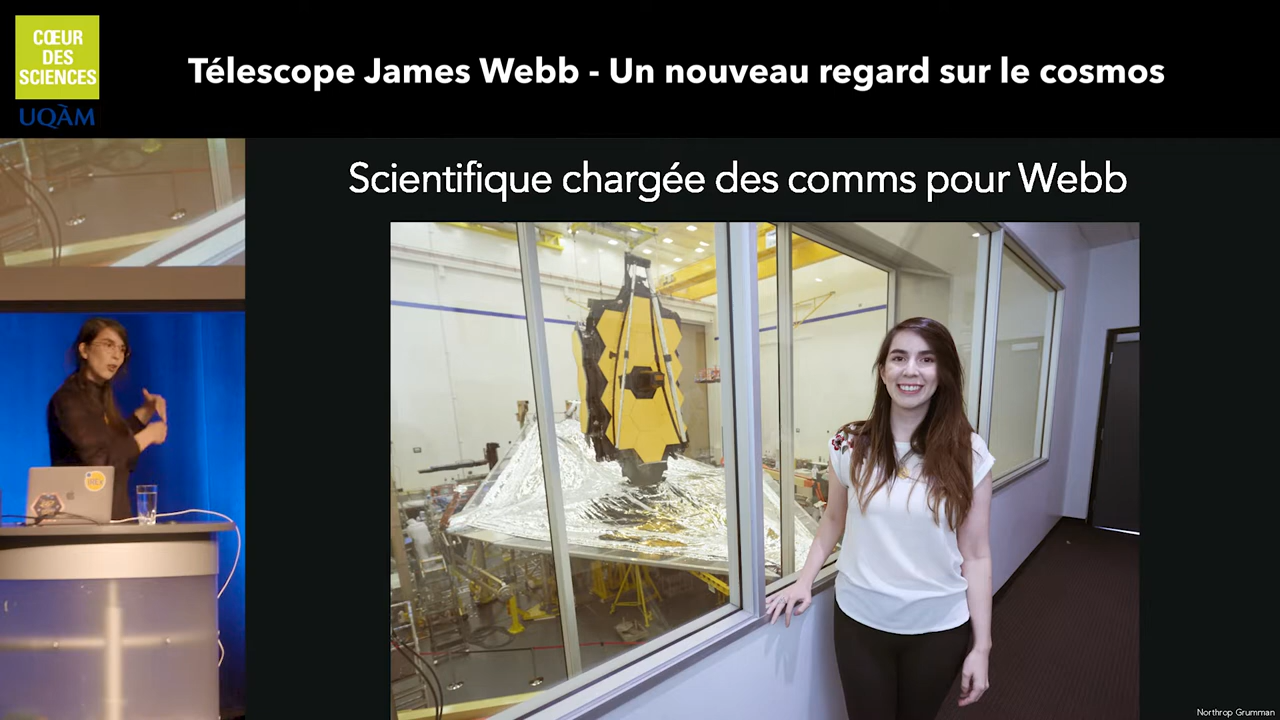 CŒUR
DES
SCIENCES
UQÀM
Télescope James Webb - Un nouveau regard sur le cosmos
Scientifique chargée des comms pour Webb
Northrop Grumman